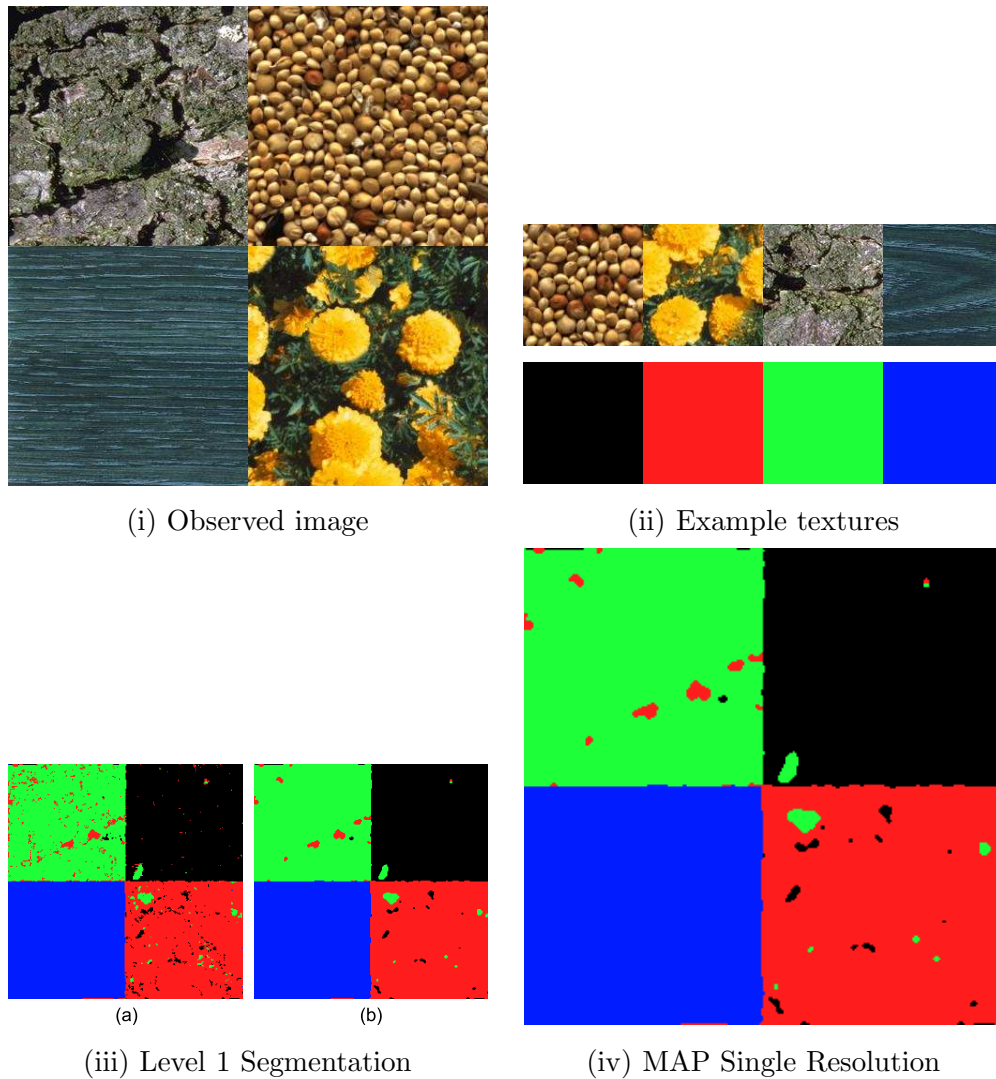 (i) Observed image
(ii) Example textures
(a)
(b)
(iii) Level 1 Segmentation
(iv) MAP Single Resolution